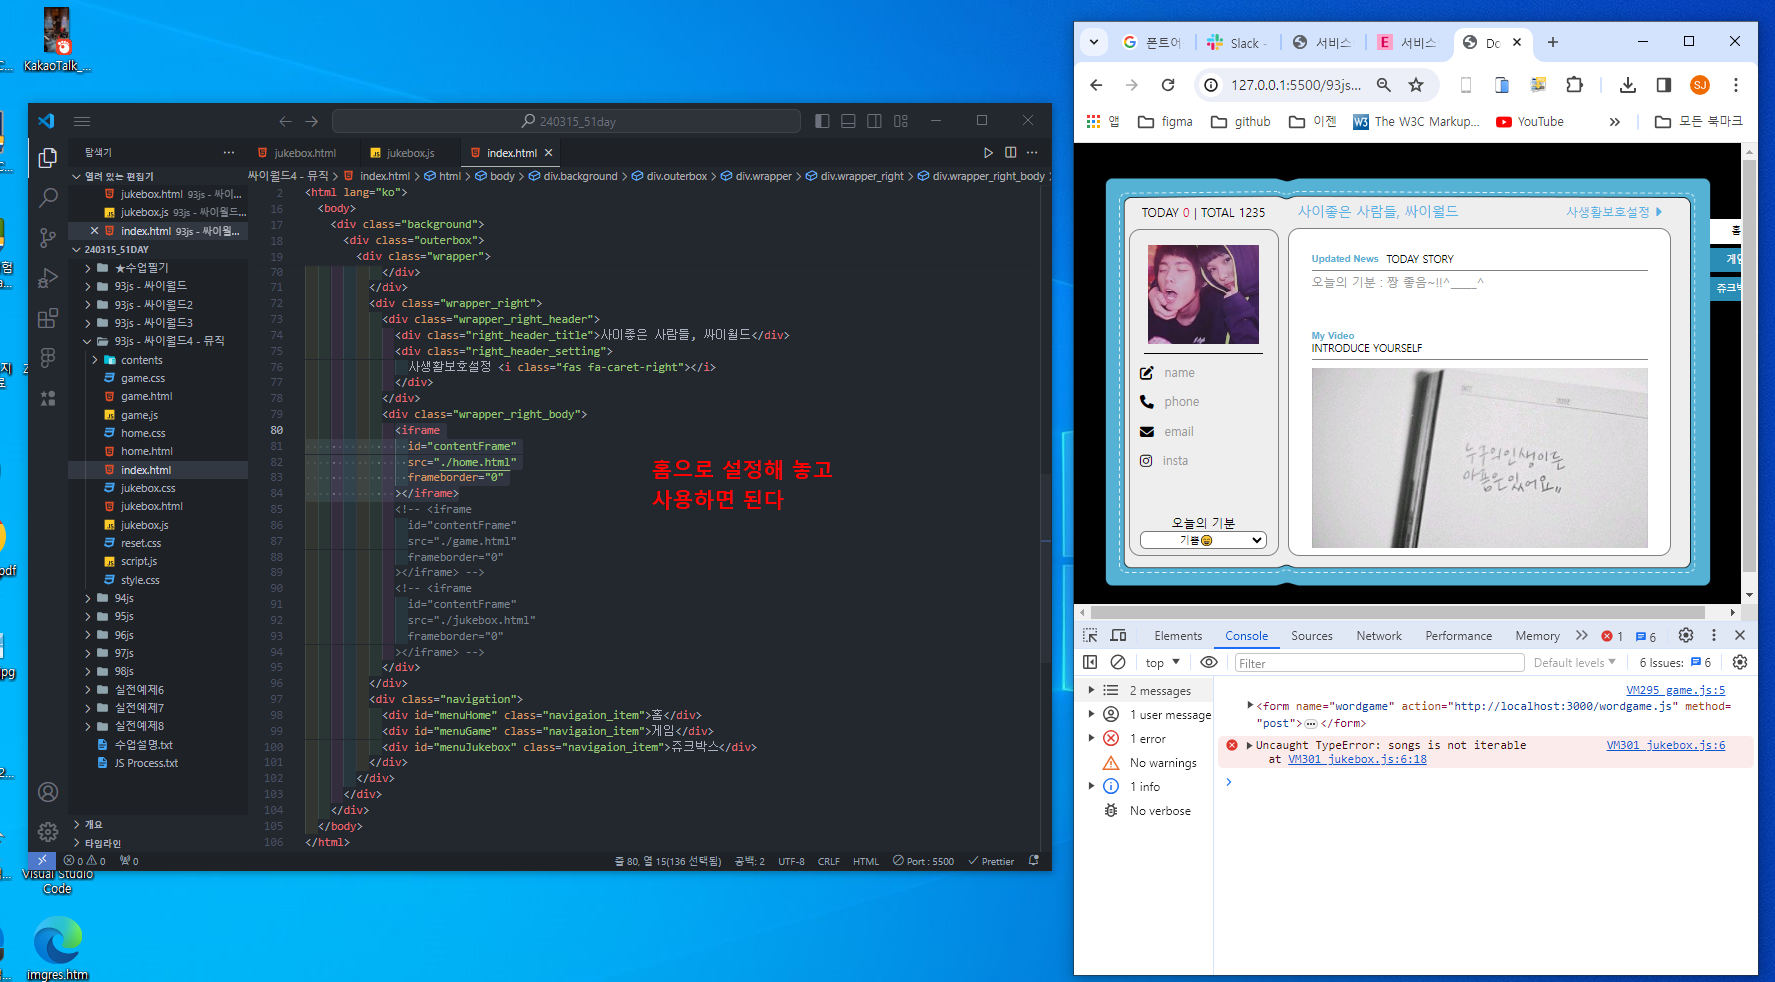 KakaoTalk_...
240315_51day
탐색기
jukebox.html
jukebox.js
index.html
열려 있는 편집기
jukebox.html 93js - 싸이...
jukebox.js 93js - 싸이월드...
index.html 93js - 싸이월...
240315_51DAY
★수업필기
93js - 싸이월드
93js - 싸이월드2
93js - 싸이월드3
93js - 싸이월드4 - 뮤직
contents
game.css
game.html
game.js
home.css
home.html
index.html
jukebox.css
jukebox.html
jukebox.js
reset.css
script.js
style.css
94js
95js
96js
97js
98js
실전예제6
실전예제7
실전예제8
수업설명.txt
JS Process.txt
개요
타임라인
싸이월드4 - 뮤직 > index.html > html > body > div.background > div.outerbox > div.wrapper > div.wrapper_right > div.wrapper_right_body >
2 <html lang="ko">
16 <body>
17 <div class="background">
18 <div class="outerbox">
19 <div class="wrapper">
70 </div>
71 </div>
72 <div class="wrapper_right">
73 <div class="wrapper_right_header">
74 <div class="right_header_title">사이좋은 사람들, 싸이월드</div>
75 <div class="right_header_setting">
76 사생활보호설정 <i class="fas fa-caret-right"></i>
77 </div>
78 </div>
79 <div class="wrapper_right_body">
80 <iframe
81 id="contentFrame"
82 src="./home.html"
83 frameborder="0"
84 ></iframe>
85 <!-- <iframe
86 id="contentFrame"
87 src="./game.html"
88 frameborder="0"
89 ></iframe> -->
90 <!-- <iframe
91 id="contentFrame"
92 src="./jukebox.html"
93 frameborder="0"
94 ></iframe> -->
95 </div>
96 </div>
97 <div class="navigation">
98 <div id="menuHome" class="navigaion_item">홈</div>
99 <div id="menuGame" class="navigaion_item">게임</div>
100 <div id="menuJukebox" class="navigaion_item">쥬크박스</div>
101 </div>
102 </div>
103 </div>
104 </div>
105 </body>
106 </html>
홈으로 설정해 놓고
사용하면 된다
0 0 0
줄 80, 열 15(136 선택됨) 공백: 2 UTF-8 CRLF HTML Port : 5500 Prettier
Visual Studio
Code
imgres.htm
폰트어 Slack - 서비스 E 서비스 Do
127.0.0.1:5500/93js...
SJ
앱 figma github 이젠 W3 The W3C Markup... YouTube » 모든 북마크
TODAY 0 | TOTAL 1235
사이좋은 사람들, 싸이월드
사생활보호설정
홈
게임
쥬크박
name
phone
email
insta
오늘의 기분
기쁨
Updated News TODAY STORY
오늘의 기분 : 짱 좋음~!!^____^
My Video
INTRODUCE YOURSELF
누구의 인생이든
아픔은 있어요,,
Elements Console Sources Network Performance Memory 1 6
top Filter Default levels 6 Issues: 6
2 messages
1 user message
1 error
No warnings
1 info
No verbose
VM295 game.js:5
<form name="wordgame" action="http://localhost:3000/wordgame.js" method=
"post">…</form>
Uncaught TypeError: songs is not iterable VM301 jukebox.js:6
at VM301 jukebox.js:6:18